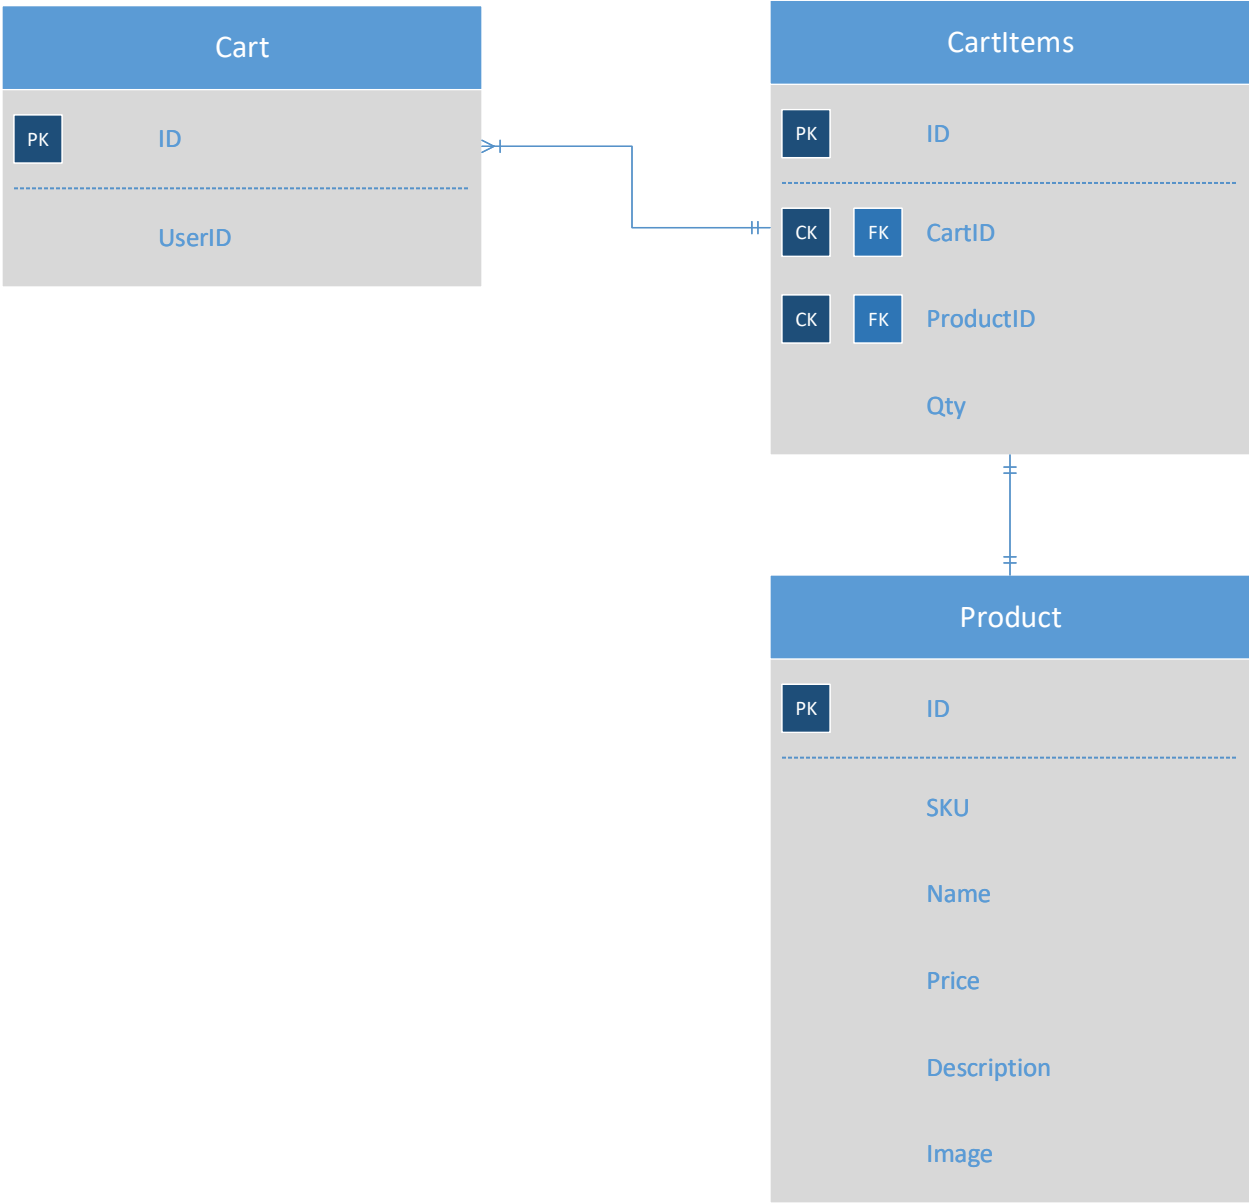 Cart
PK ID
UserID
CartItems
PK ID
CK FK CartID
CK FK ProductID
Qty
Product
PK ID
SKU
Name
Price
Description
Image